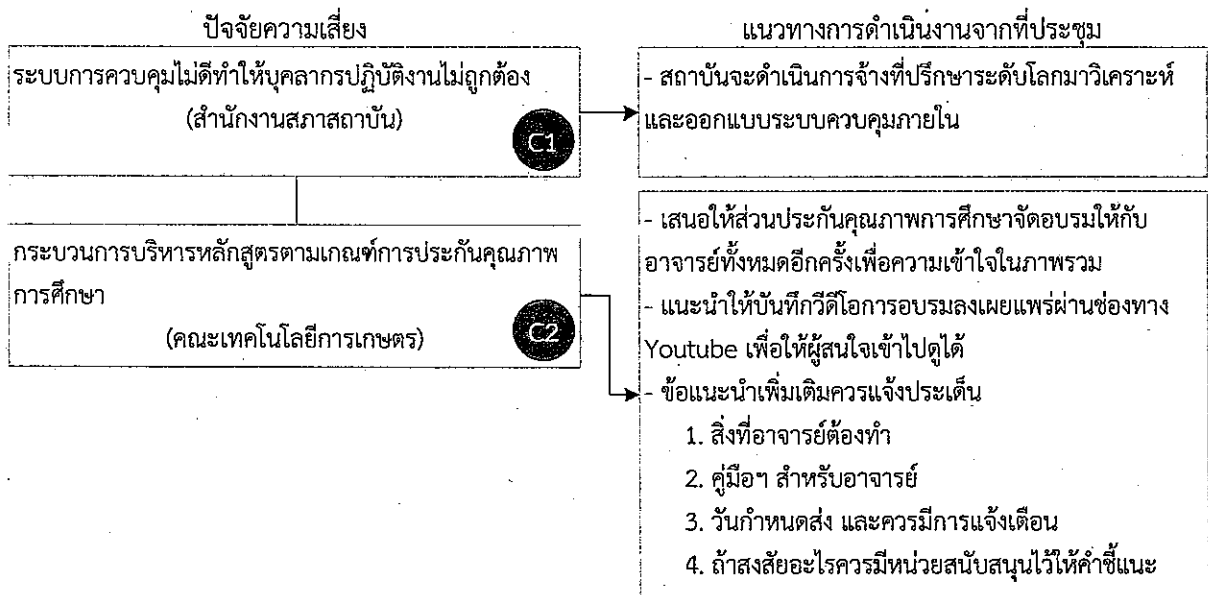 ปัจจัยความเสี่ยง
ระบบการควบคุมไม่ดีทำให้บุคลากรปฏิบัติงานไม่ถูกต้อง
(สำนักงานสภาสถาบัน)
C1
กระบวนการบริหารหลักสูตรตามเกณฑ์การประกันคุณภาพ
การศึกษา
(คณะเทคโนโลยีการเกษตร)
C2
แนวทางการดำเนินงานจากที่ประชุม
- สถาบันจะดำเนินการจ้างที่ปรึกษาระดับโลกมาวิเคราะห์
และออกแบบระบบควบคุมภายใน
- เสนอให้ส่วนประกันคุณภาพการศึกษาจัดอบรมให้กับ
อาจารย์ทั้งหมดอีกครั้งเพื่อความเข้าใจในภาพรวม
- แนะนำให้บันทึกวีดีโอการอบรมลงเผยแพร่ผ่านช่องทาง
Youtube เพื่อให้ผู้สนใจเข้าไปดูได้
- ข้อแนะนำเพิ่มเติมควรแจ้งประเด็น
1. สิ่งที่อาจารย์ต้องทำ
2. คู่มือฯ สำหรับอาจารย์
3. วันกำหนดส่ง และควรมีการแจ้งเตือน
4. ถ้าสงสัยอะไรควรมีหน่วยสนับสนุนไว้ให้คำชี้แนะ